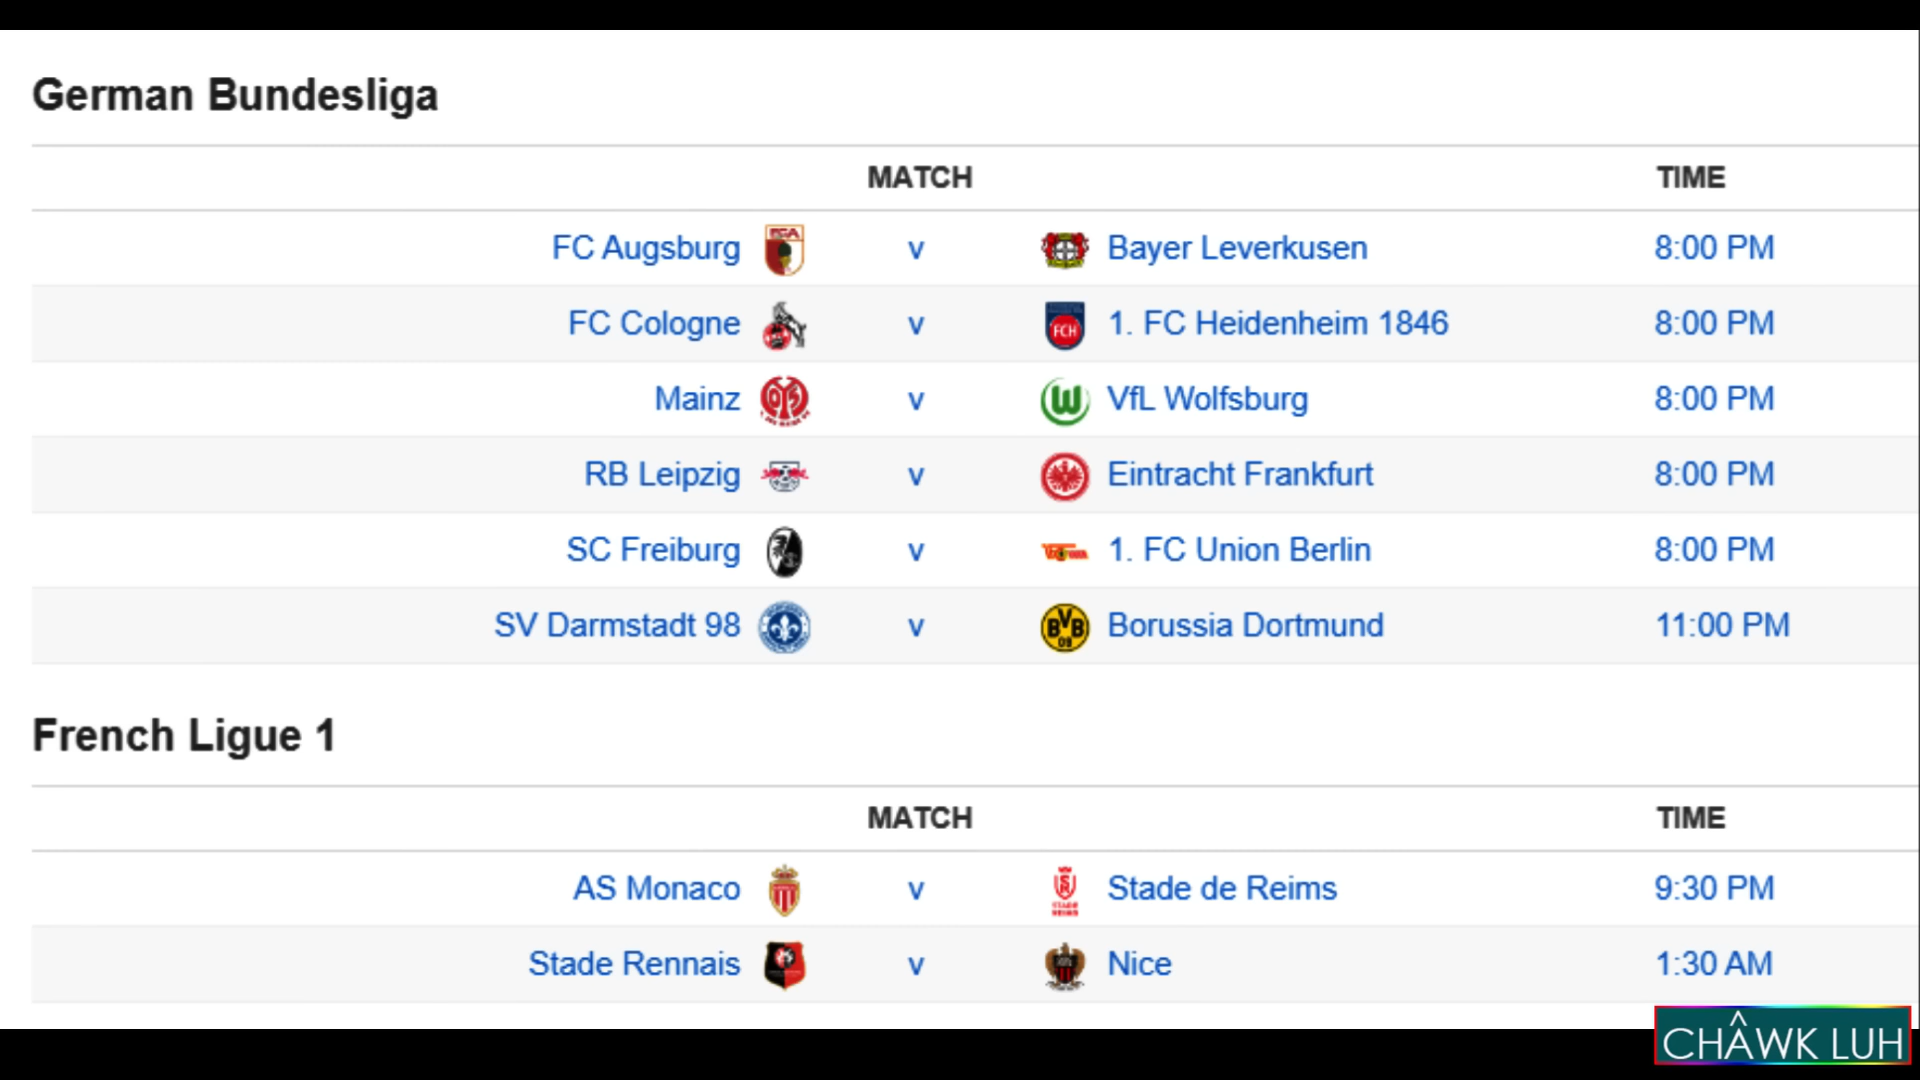 German Bundesliga
MATCH TIME
FC Augsburg v Bayer Leverkusen 8:00 PM
FC Cologne v 1. FC Heidenheim 1846 8:00 PM
Mainz v VfL Wolfsburg 8:00 PM
RB Leipzig v Eintracht Frankfurt 8:00 PM
SC Freiburg v 1. FC Union Berlin 8:00 PM
SV Darmstadt 98 v Borussia Dortmund 11:00 PM
French Ligue 1
MATCH TIME
AS Monaco v Stade de Reims 9:30 PM
Stade Rennais v Nice 1:30 AM
CHÂWK LUH